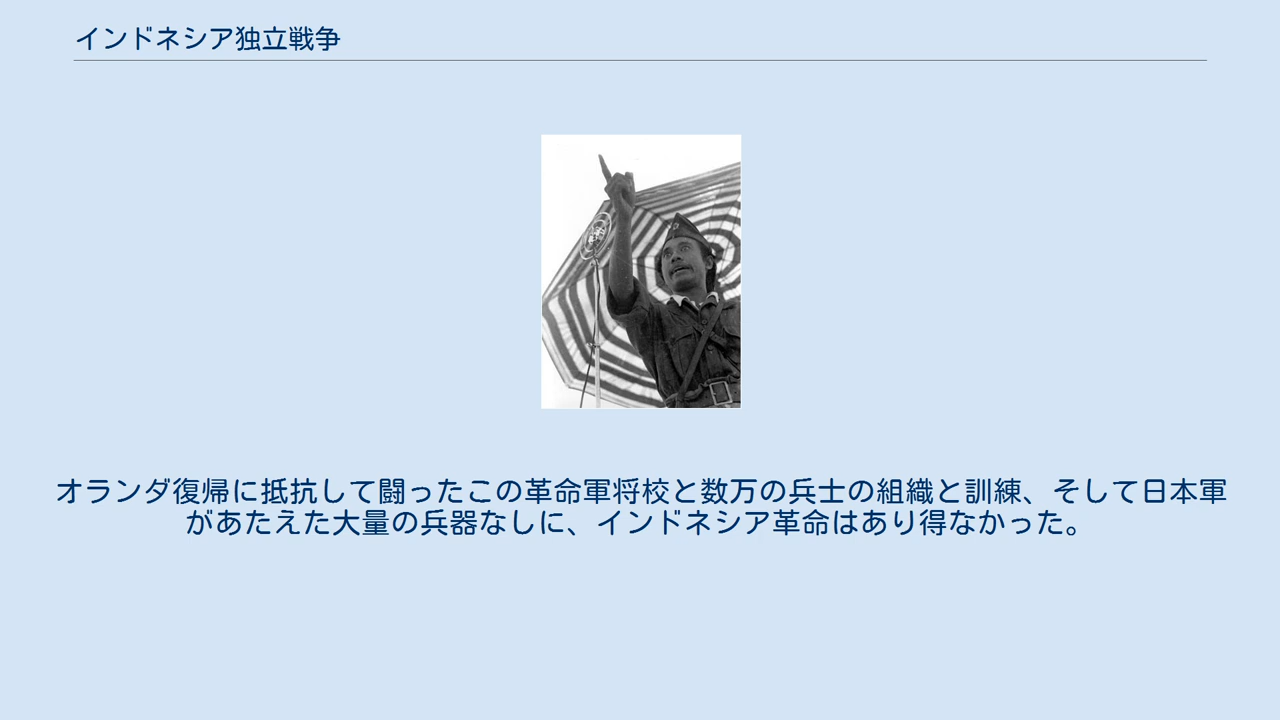 インドネシア独立戦争
オランダ復帰に抵抗して闘ったこの革命軍将校と数万の兵士の組織と訓練、そして日本軍
があたえた大量の兵器なしに、インドネシア革命はあり得なかった。